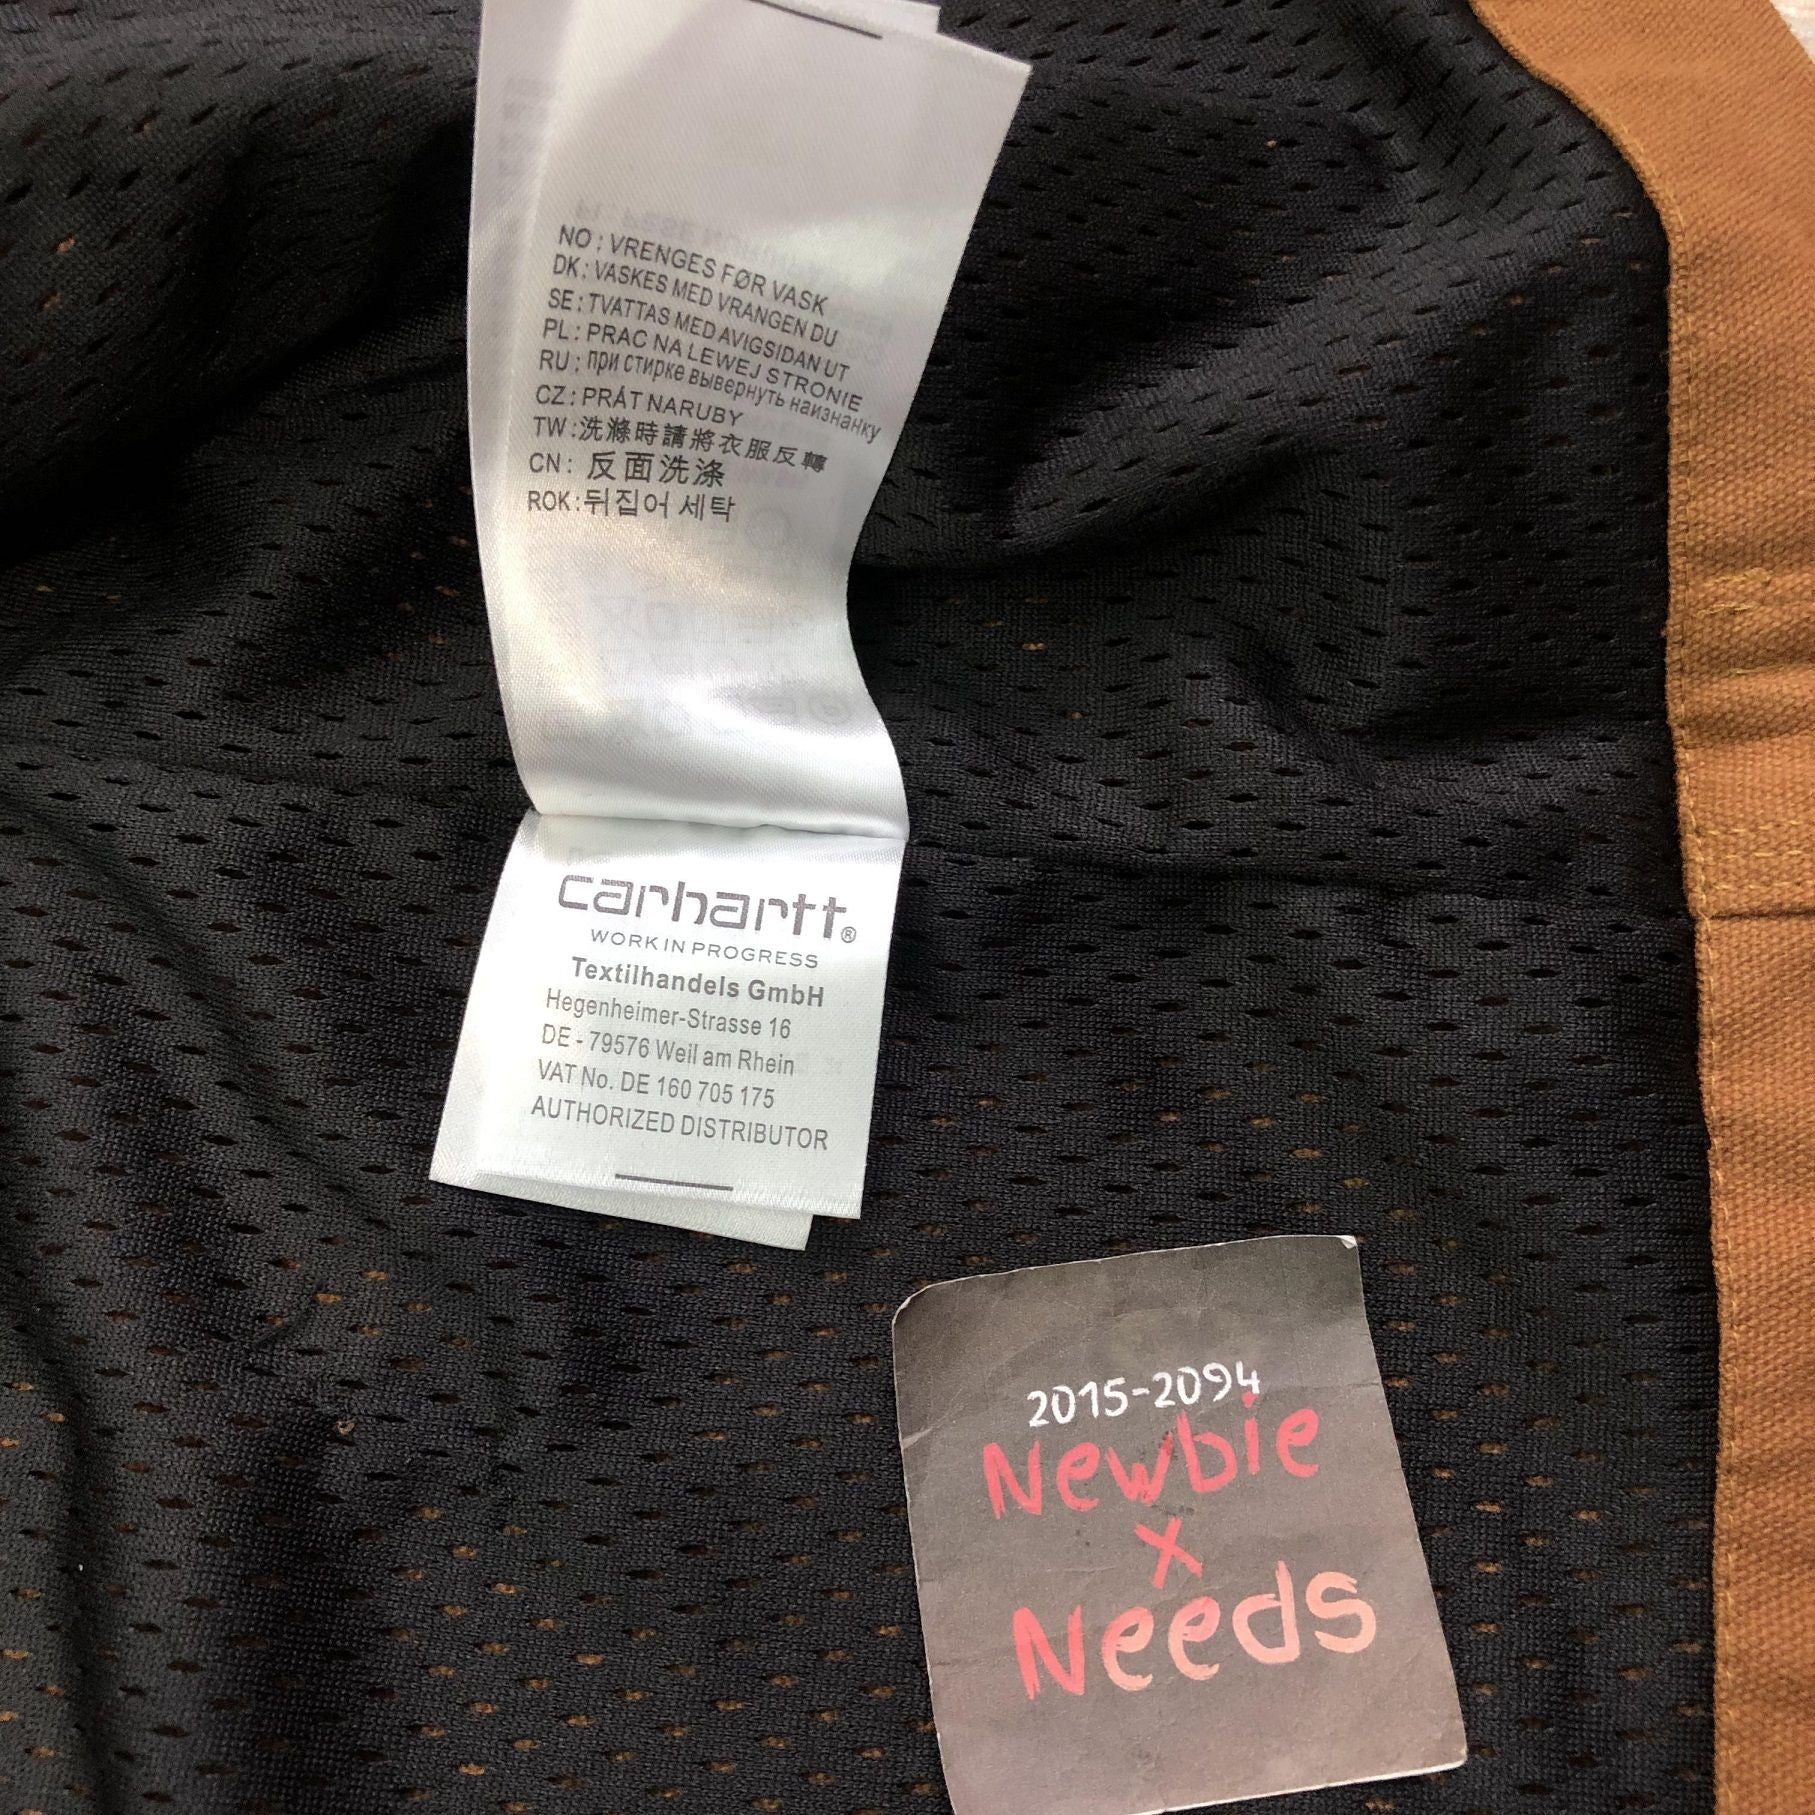 NO : VRENGES FØR VASK
DK : VASKES MED VRANGEN DU
SE : TVATTAS MED AVIGSIDAN UT
PL : PRAC NA LEWEJ STRONIE
RU : при стирке вывернуть наизнанку
CZ : PRÁT NARUBY
TW : 洗滌時請將衣服反轉
CN : 反面洗涤
ROK : 뒤집어 세탁
carhartt®
WORK IN PROGRESS
Textilhandels GmbH
Hegenheimer-Strasse 16
DE - 79576 Weil am Rhein
VAT No. DE 160 705 175
AUTHORIZED DISTRIBUTOR
2015-2094
Newbie
x
Needs